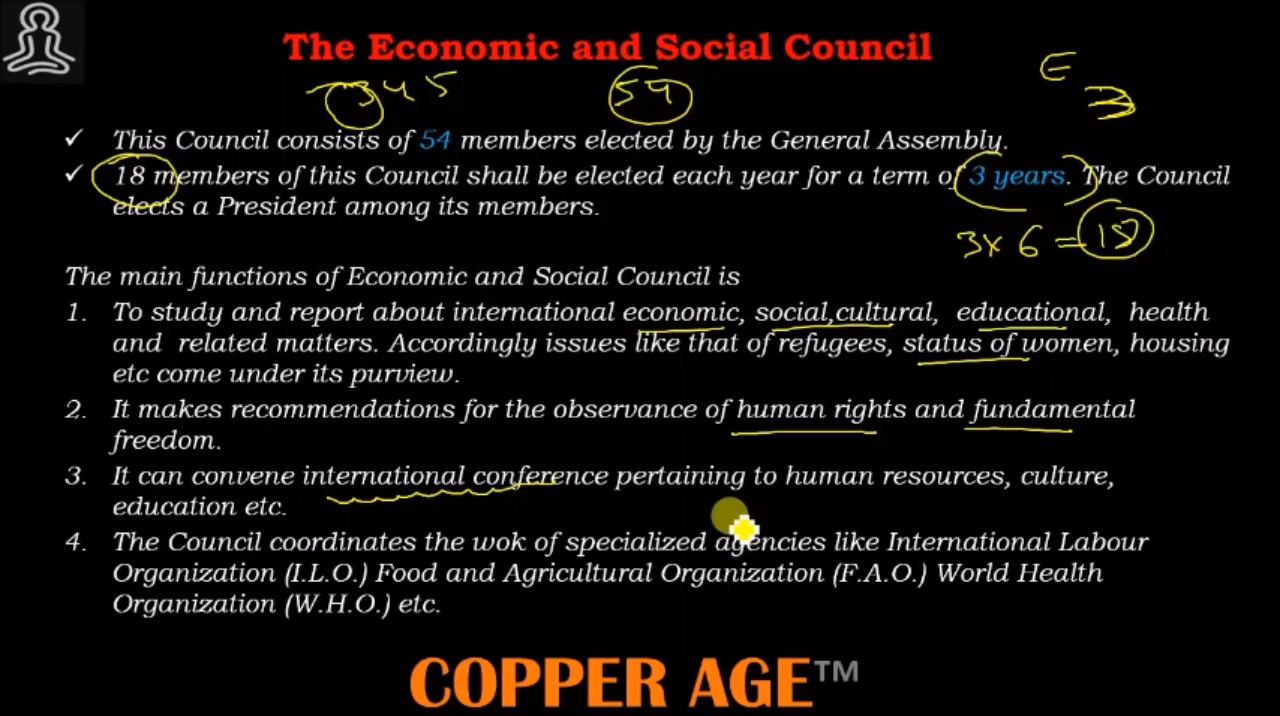 The Economic and Social Council
3 4 5
54
E
3
✓ This Council consists of 54 members elected by the General Assembly.
✓ 18 members of this Council shall be elected each year for a term of 3 years. The Council
elects a President among its members.
3 x 6 = 18
The main functions of Economic and Social Council is
1. To study and report about international economic, social,cultural, educational, health
and related matters. Accordingly issues like that of refugees, status of women, housing
etc come under its purview.
2. It makes recommendations for the observance of human rights and fundamental
freedom.
3. It can convene international conference pertaining to human resources, culture,
education etc.
4. The Council coordinates the wok of specialized agencies like International Labour
Organization (I.L.O.) Food and Agricultural Organization (F.A.O.) World Health
Organization (W.H.O.) etc.
COPPER AGE™